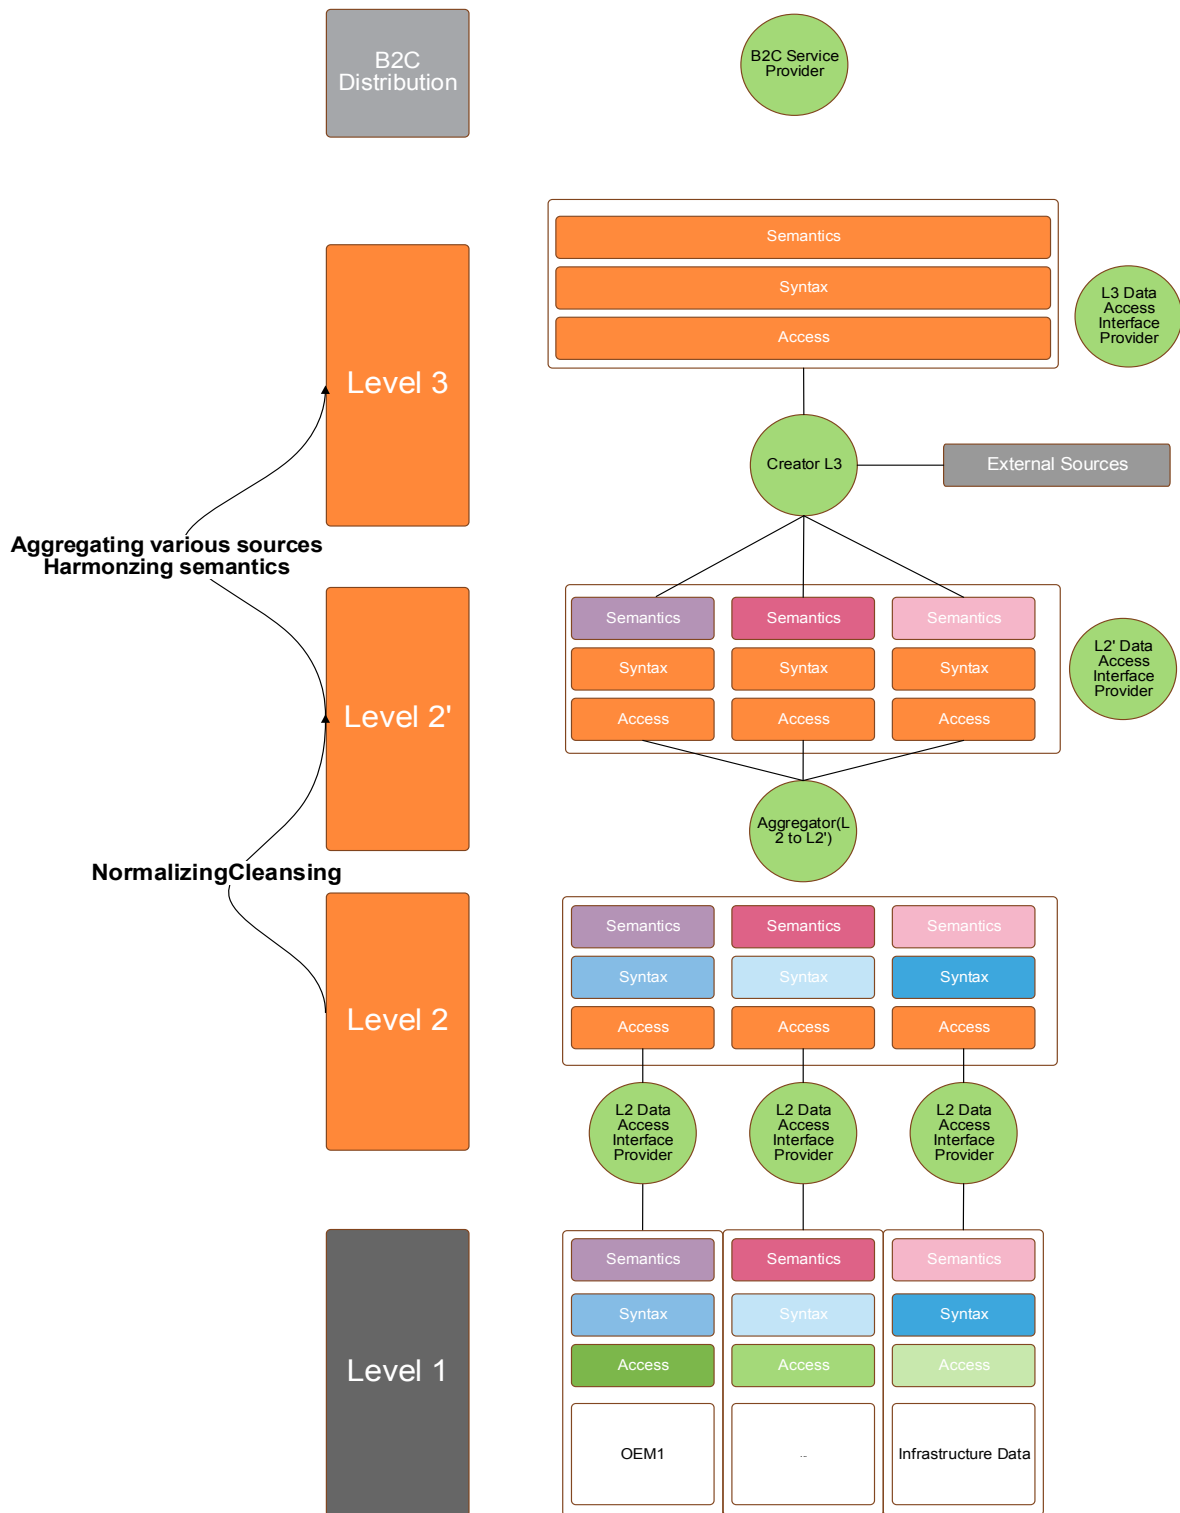 B2C
Distribution
B2C Service
Provider
Semantics
Syntax
Access
L3 Data
Access
Interface
Provider
Level 3
Creator L3
External Sources
Aggregating various sources
Harmonzing semantics
Semantics Semantics Semantics
Syntax Syntax Syntax
Access Access Access
L2' Data
Access
Interface
Provider
Level 2'
Aggregator(L
2 to L2')
NormalizingCleansing
Semantics Semantics Semantics
Syntax Syntax Syntax
Access Access Access
Level 2
L2 Data
Access
Interface
Provider
L2 Data
Access
Interface
Provider
L2 Data
Access
Interface
Provider
Semantics Semantics Semantics
Syntax Syntax Syntax
Access Access Access
Level 1
OEM1 ... Infrastructure Data